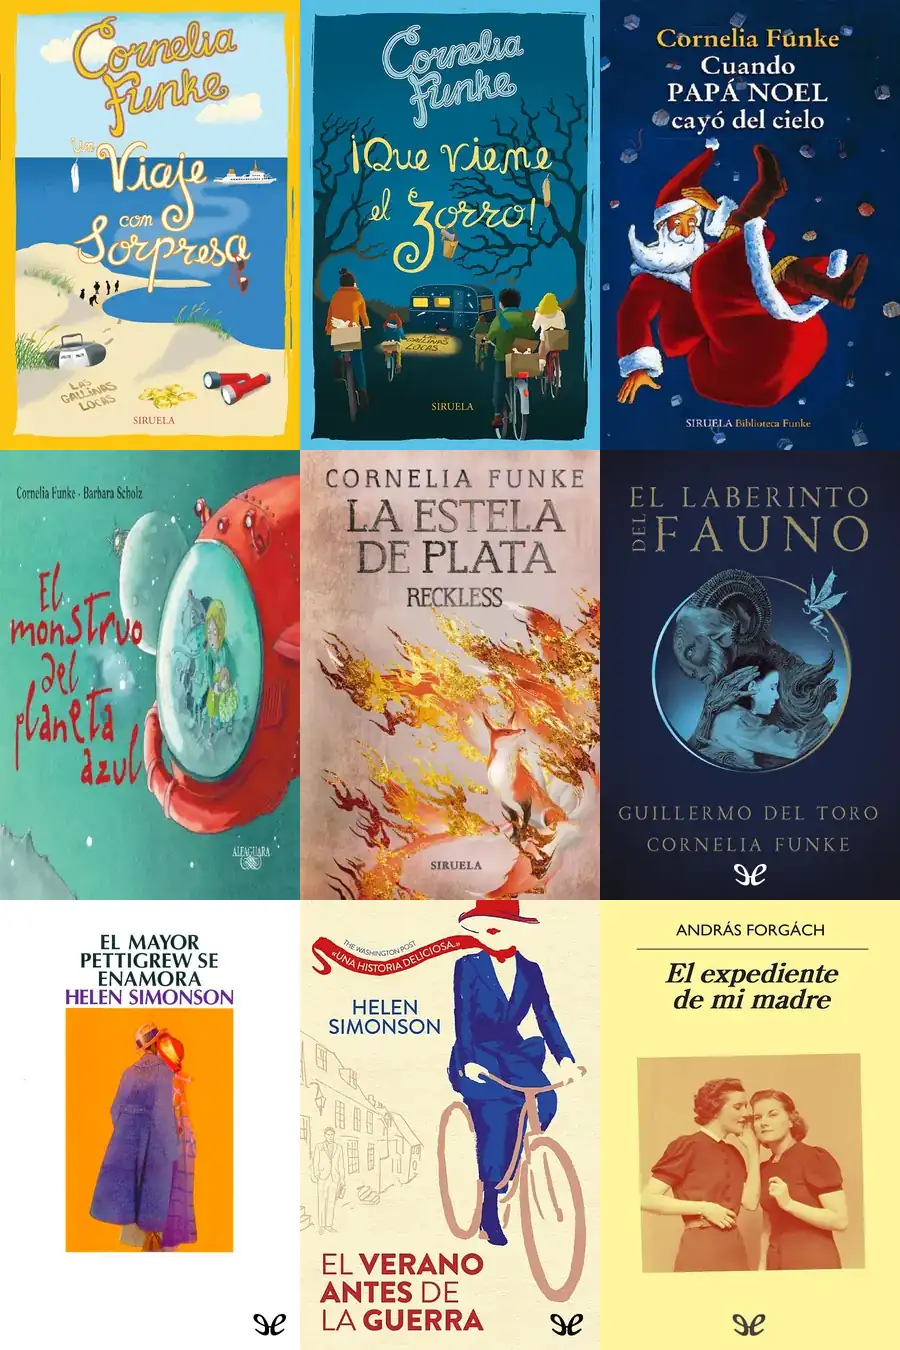 Cornelia
Funke
Un
Viaje
con
Sorpresa
LAS
GALLINAS
LOCAS
SIRUELA
Cornelia
Funke
¡Que viene
el zorro!
LAS
GALLINAS
LOCAS
SIRUELA
Cornelia Funke
Cuando
PAPÁ NOEL
cayó del cielo
SIRUELA Biblioteca Funke
Cornelia Funke · Barbara Scholz
El
monstruo
del
planeta
azul
ALFAGUARA
CORNELIA FUNKE
LA ESTELA
DE PLATA
RECKLESS
SIRUELA
EL LABERINTO
DEL FAUNO
GUILLERMO DEL TORO
CORNELIA FUNKE
EL MAYOR
PETTIGREW SE
ENAMORA
HELEN SIMONSON
THE WASHINGTON POST
«UNA HISTORIA DELICIOSA.»
HELEN
SIMONSON
EL VERANO
ANTES DE
LA GUERRA
ANDRÁS FORGÁCH
El expediente
de mi madre